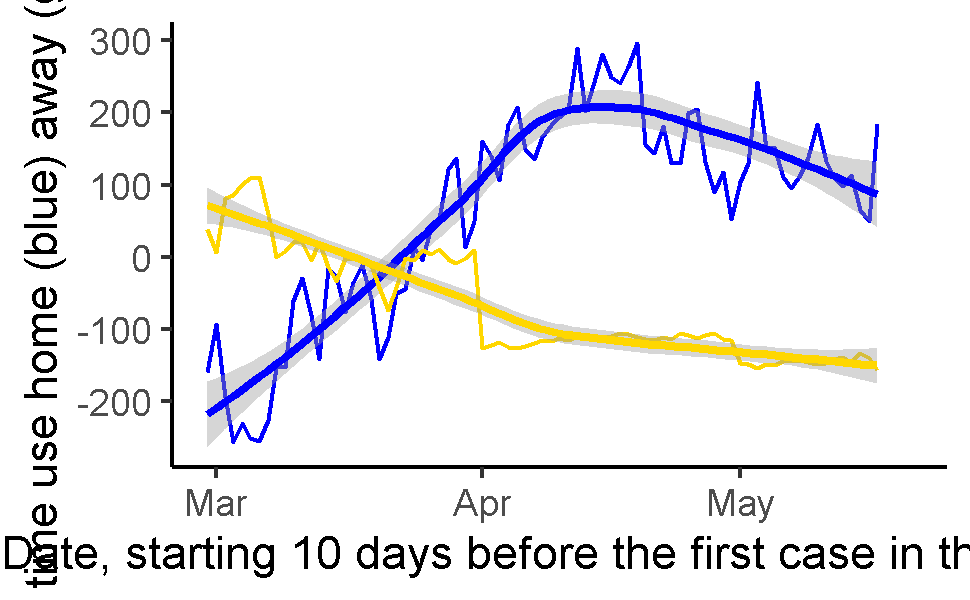 time use home (blue) away (
300
200
100
0
-100
-200
Mar Apr May
Date, starting 10 days before the first case in th